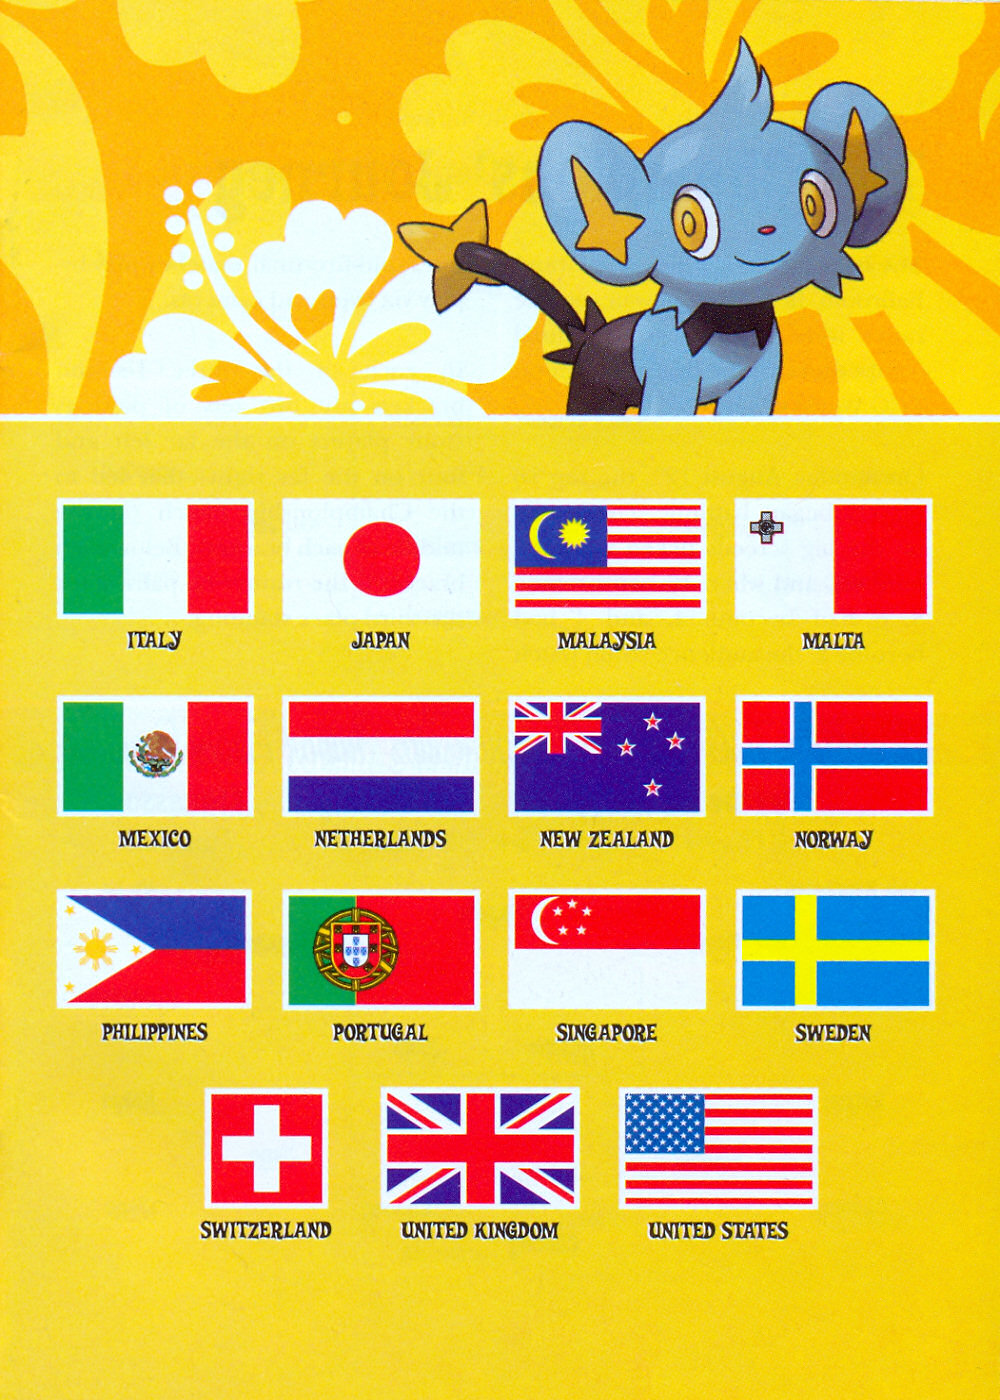 ITALY
JAPAN
MALAYSIA
MALTA
MEXICO
NETHERLANDS
NEW ZEALAND
NORWAY
PHILIPPINES
PORTUGAL
SINGAPORE
SWEDEN
SWITZERLAND
UNITED KINGDOM
UNITED STATES